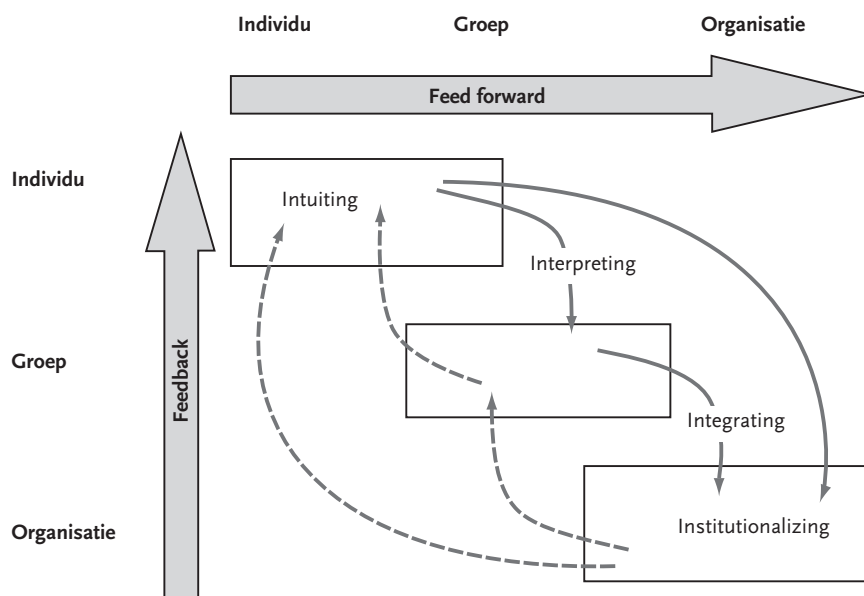 Individu
Groep
Organisatie
Feed forward
Individu
Intuiting
Interpreting
Groep
Feedback
Integrating
Organisatie
Institutionalizing